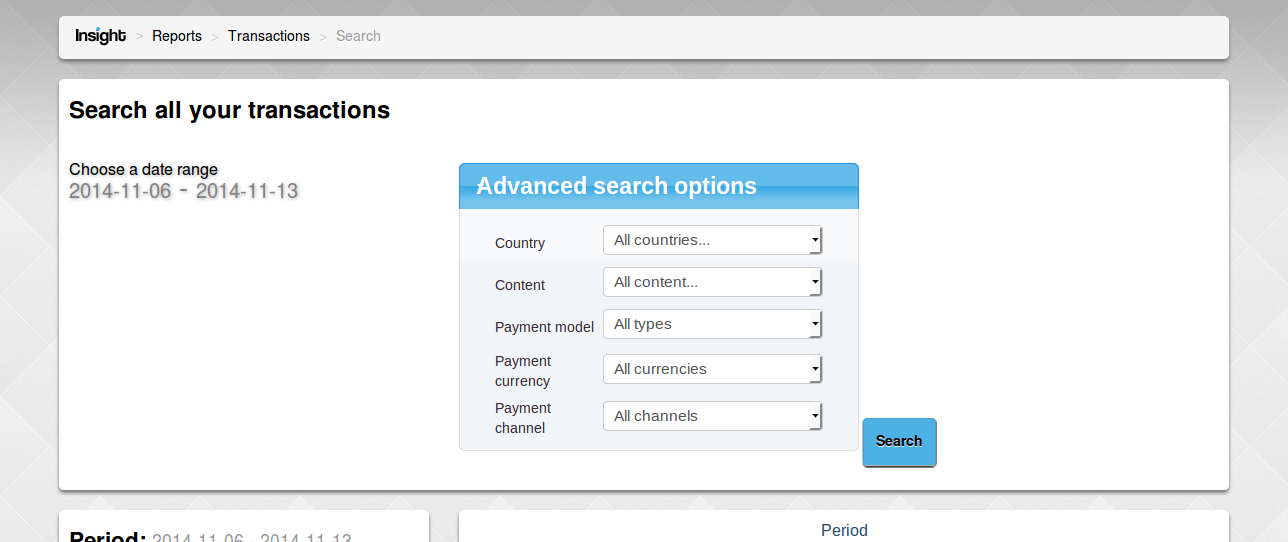 Insight > Reports > Transactions > Search
Search all your transactions
Choose a date range
2014-11-06 - 2014-11-13
Advanced search options
Country All countries...
Content All content...
Payment model All types
Payment currency All currencies
Payment channel All channels
Search
Period: 2014-11-06 - 2014-11-13
Period